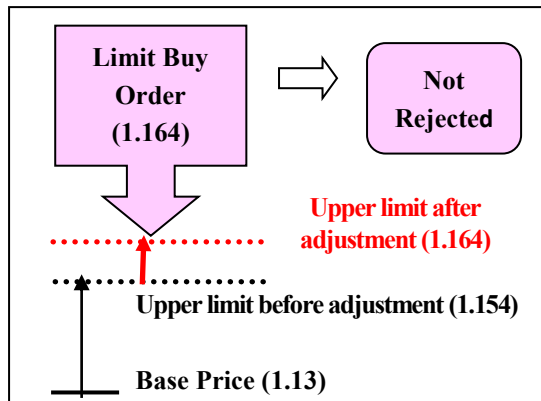 Limit Buy
Order
(1.164)
Not
Rejected
Upper limit after
adjustment (1.164)
Upper limit before adjustment (1.154)
Base Price (1.13)